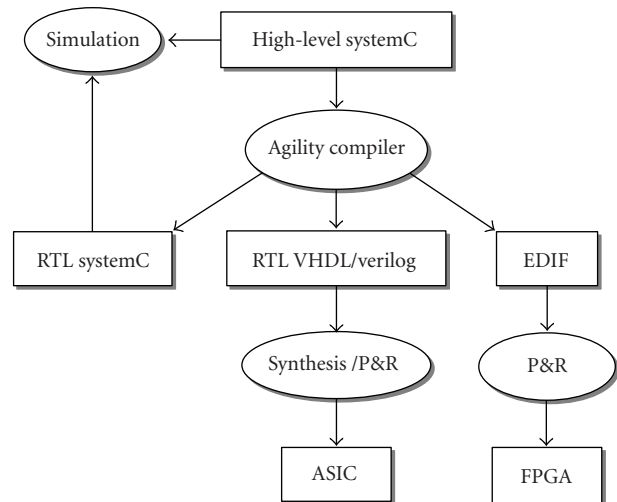 Simulation
High-level systemC
Agility compiler
RTL systemC
RTL VHDL/verilog
EDIF
Synthesis /P&R
P&R
ASIC
FPGA